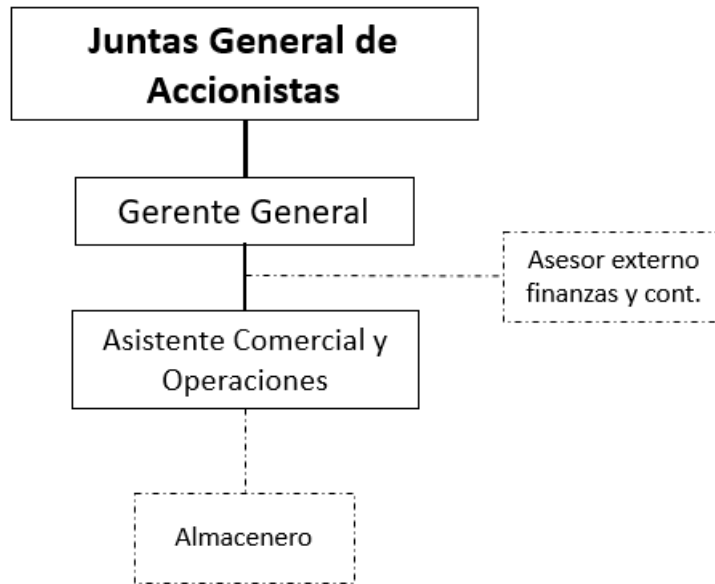 Juntas General de
Accionistas
Gerente General
Asesor externo
finanzas y cont.
Asistente Comercial y
Operaciones
Almacenero